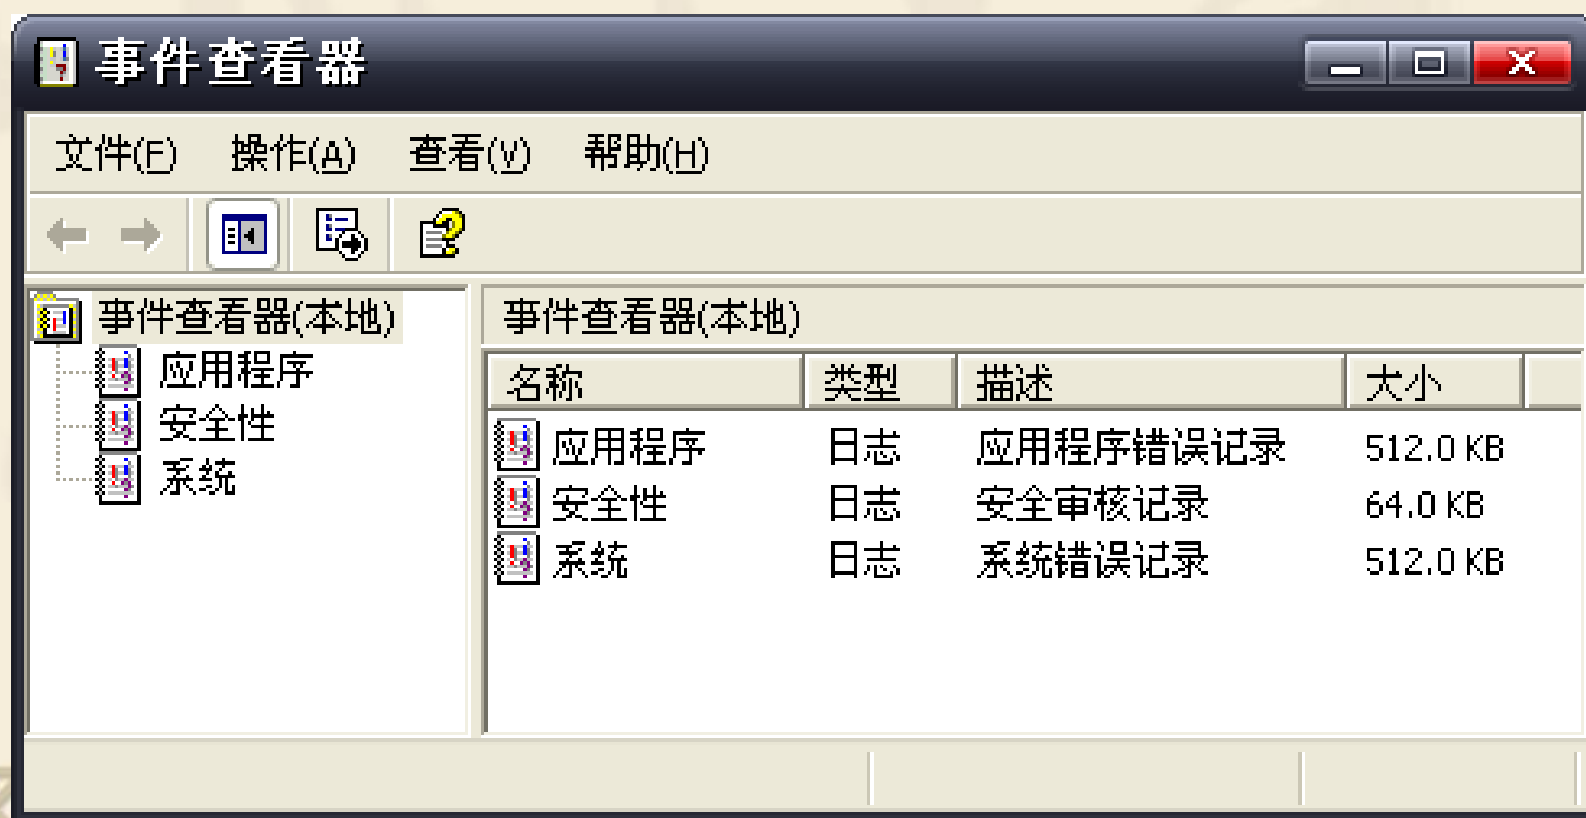 事件查看器
文件(F) 操作(A) 查看(V) 帮助(H)
事件查看器(本地)
应用程序
安全性
系统
事件查看器(本地)
名称 类型 描述 大小
应用程序 日志 应用程序错误记录 512.0 KB
安全性 日志 安全审核记录 64.0 KB
系统 日志 系统错误记录 512.0 KB